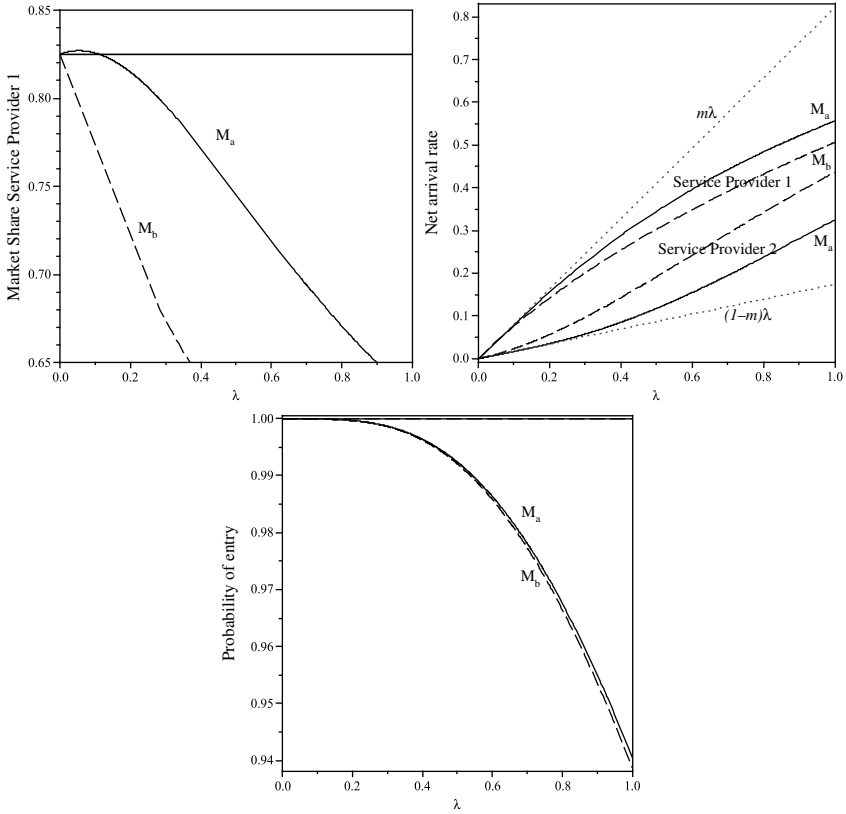 Market Share Service Provider 1
0.85
0.80
0.75
0.70
0.65
M_a
M_b
0.0 0.2 0.4 0.6 0.8 1.0
λ
Net arrival rate
0.8
0.7
0.6
0.5
0.4
0.3
0.2
0.1
0.0
mλ
M_a
M_b
Service Provider 1
Service Provider 2
M_a
(1–m)λ
0.0 0.2 0.4 0.6 0.8 1.0
λ
Probability of entry
1.00
0.99
0.98
0.97
0.96
0.95
0.94
M_a
M_b
0.0 0.2 0.4 0.6 0.8 1.0
λ